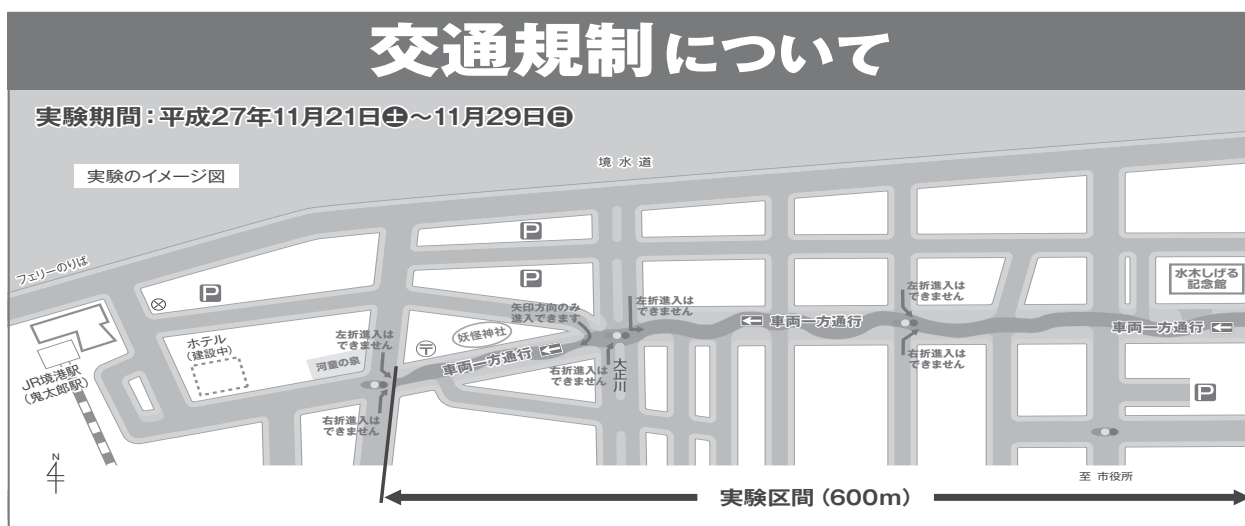 交通規制について
実験期間：平成27年11月21日土～11月29日日
実験のイメージ図
境水道
フェリーのりば
P
P
P
水木しげる
記念館
左折進入は
できません
左折進入は
できません
矢印方向のみ
進入できます
妖怪神社
車両一方通行
車両一方通行
車両一方通行
左折進入は
できません
ホテル
（建設中）
河童の泉
JR境港駅
（鬼太郎駅）
右折進入は
できません
大正川
右折進入は
できません
右折進入は
できません
P
N
至 市役所
実験区間（600m）